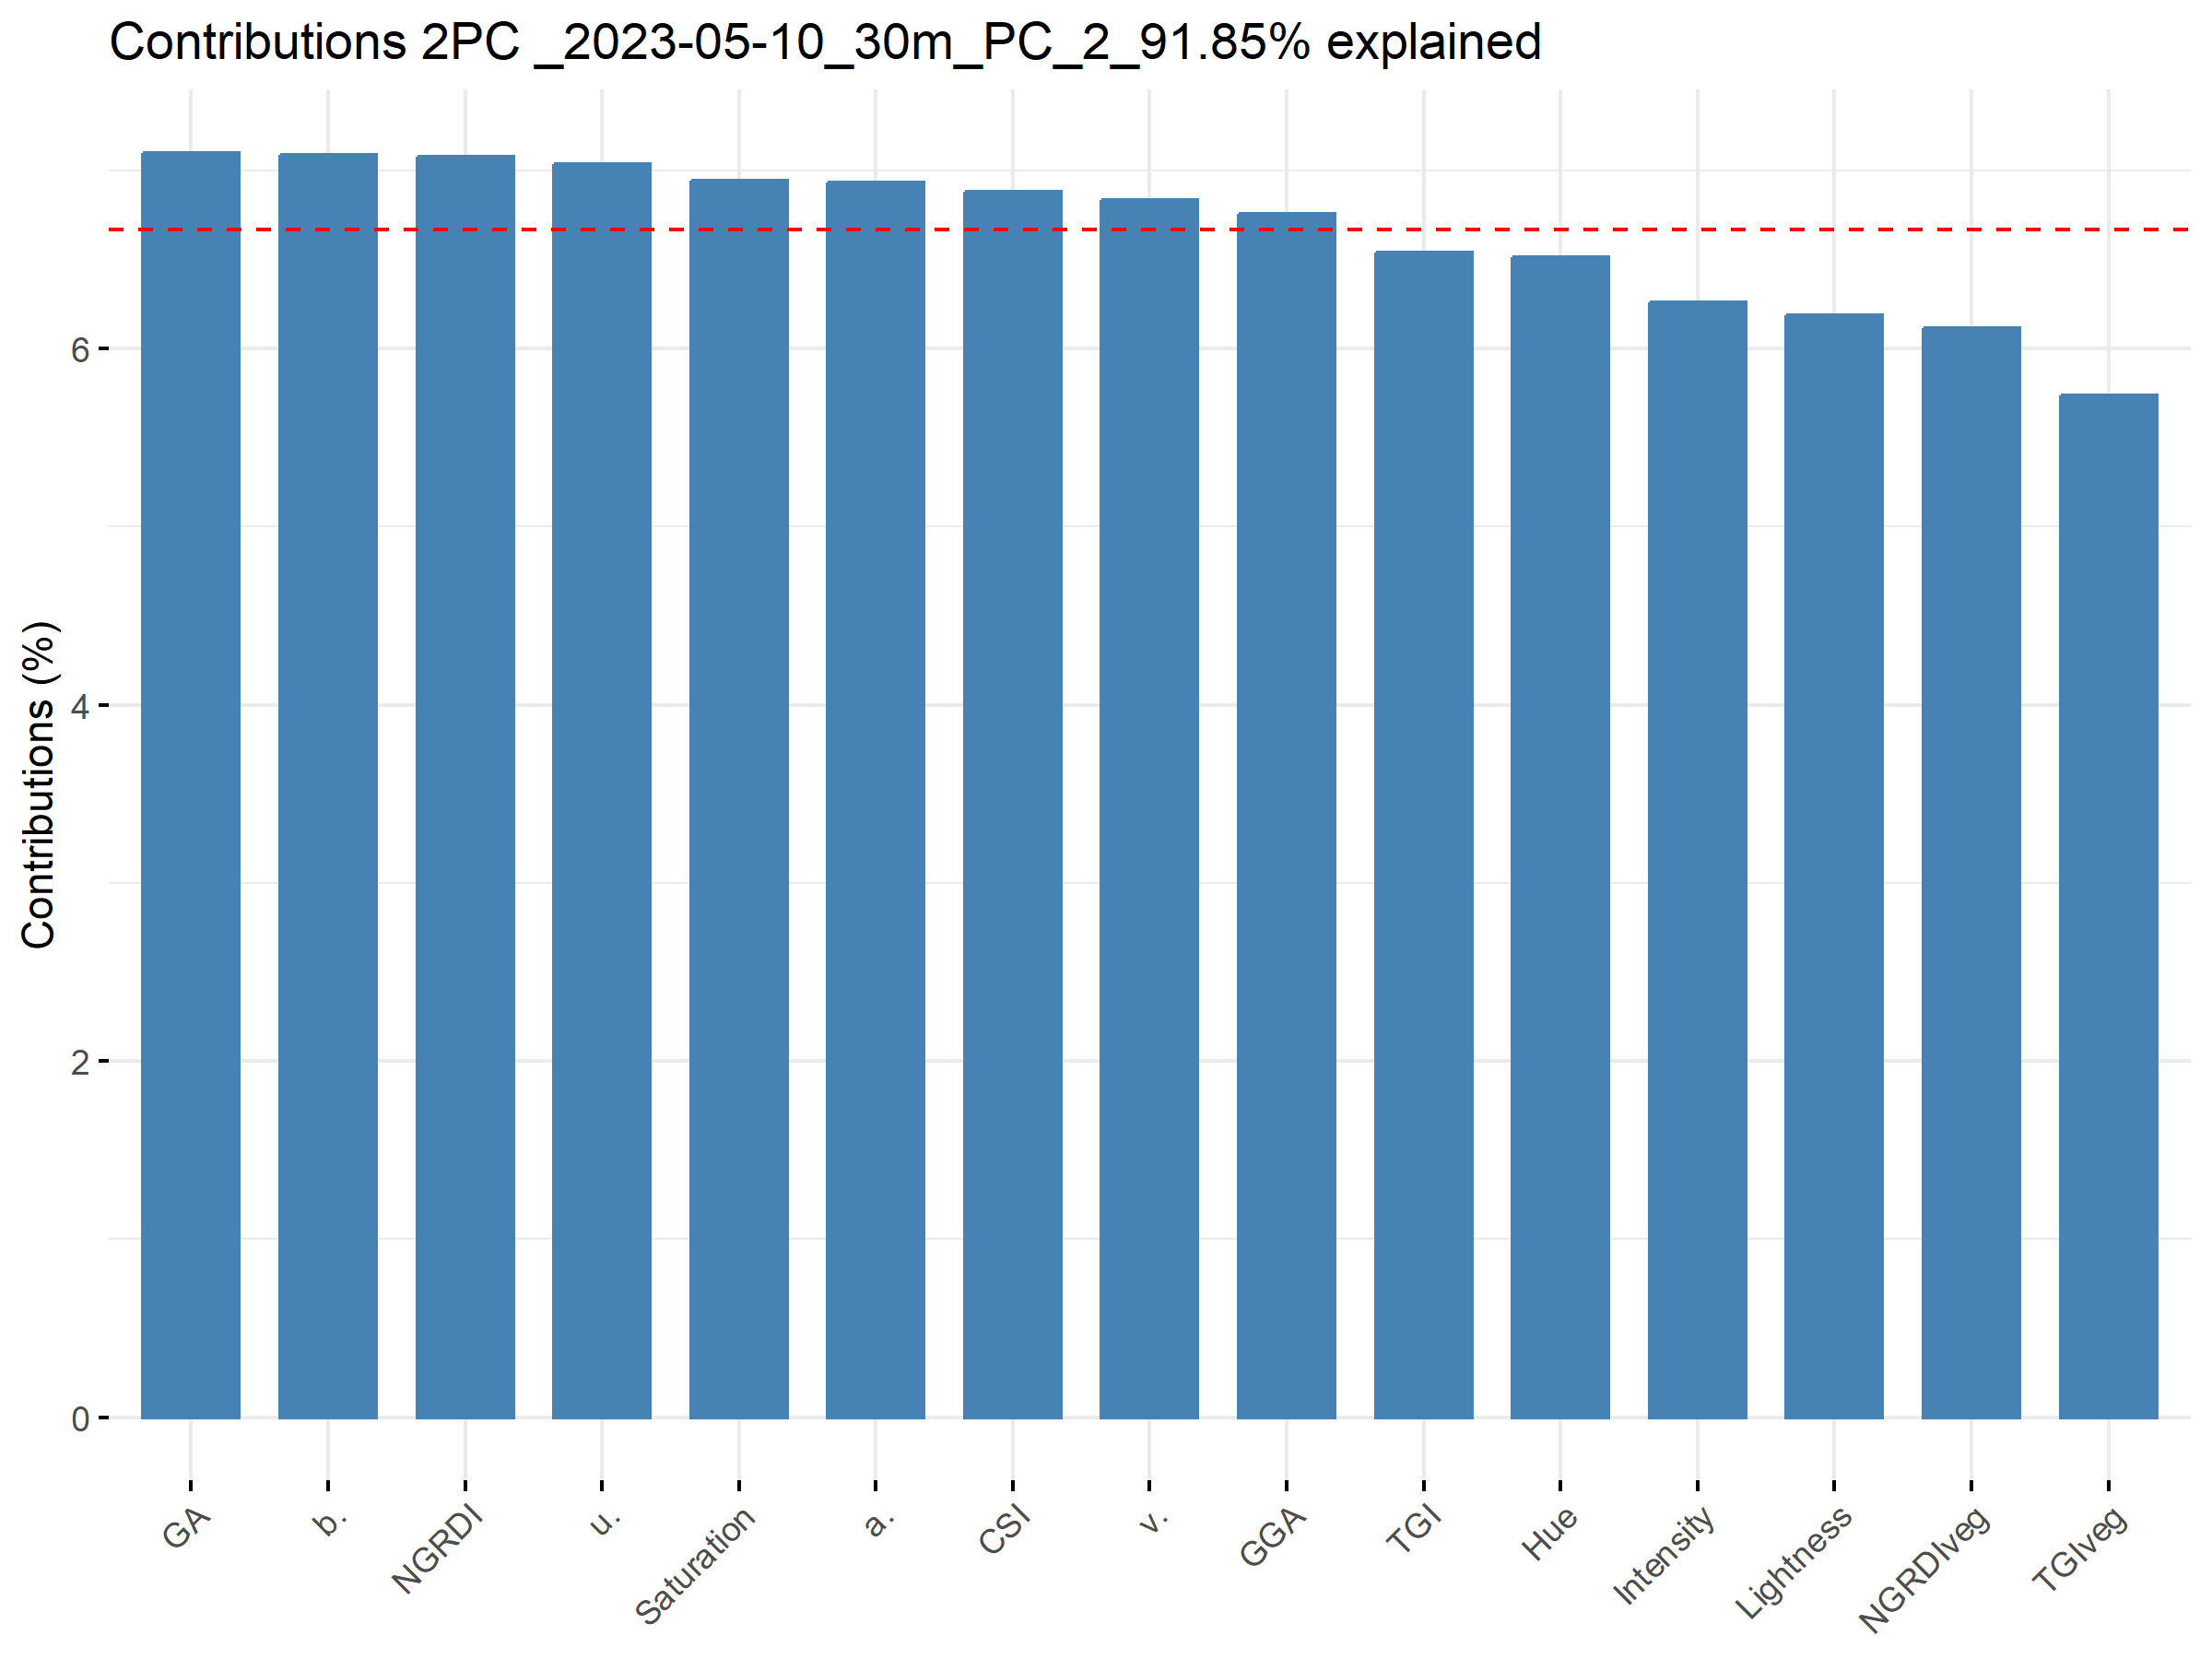 Contributions 2PC _2023-05-10_30m_PC_2_91.85% explained
Contributions (%)
6
4
2
0
GA
b.
NGRDI
u.
Saturation
a.
CSI
v.
GGA
TGI
Hue
Intensity
Lightness
NGRDIveg
TGIveg